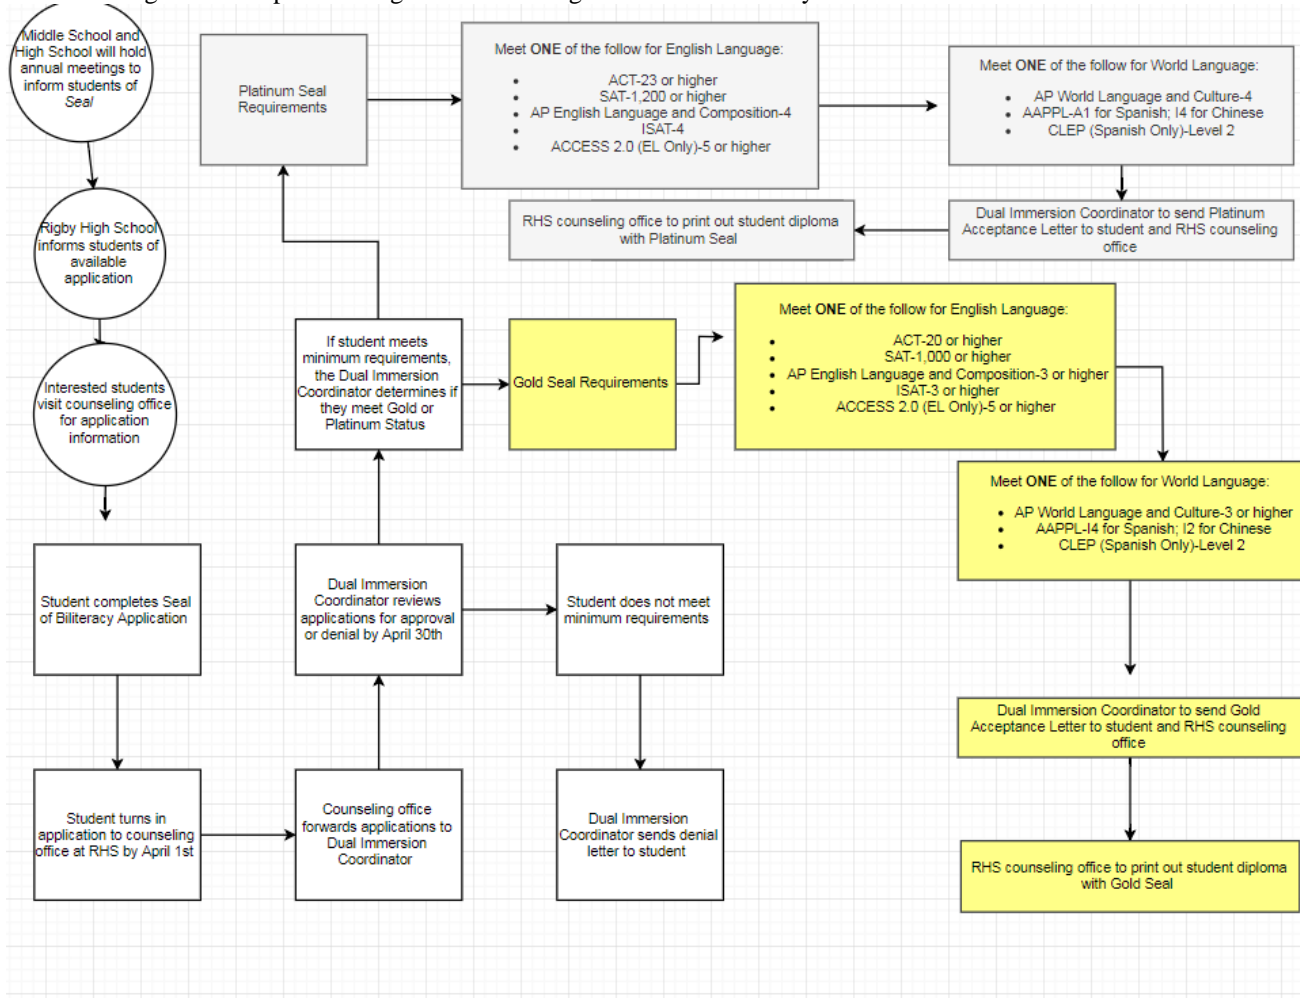 Middle School and
High School will hold
annual meetings to
inform students of
Seal
Rigby High School
informs students of
available
application
Interested students
visit counseling office
for application
information
Student completes Seal
of Biliteracy Application
Student turns in
application to counseling
office at RHS by April 1st
Counseling office
forwards applications to
Dual Immersion
Coordinator
Dual Immersion
Coordinator reviews
applications for approval
or denial by April 30th
Student does not meet
minimum requirements
Dual Immersion
Coordinator sends denial
letter to student
If student meets
minimum requirements,
the Dual Immersion
Coordinator determines if
they meet Gold or
Platinum Status
Platinum Seal
Requirements
Meet ONE of the follow for English Language:
• ACT-23 or higher
• SAT-1,200 or higher
• AP English Language and Composition-4
• ISAT-4
• ACCESS 2.0 (EL Only)-5 or higher
Meet ONE of the follow for World Language:
• AP World Language and Culture-4
• AAPPL-A1 for Spanish; I4 for Chinese
• CLEP (Spanish Only)-Level 2
Dual Immersion Coordinator to send Platinum
Acceptance Letter to student and RHS counseling
office
RHS counseling office to print out student diploma
with Platinum Seal
Gold Seal Requirements
Meet ONE of the follow for English Language:
• ACT-20 or higher
• SAT-1,000 or higher
• AP English Language and Composition-3 or higher
• ISAT-3 or higher
• ACCESS 2.0 (EL Only)-5 or higher
Meet ONE of the follow for World Language:
• AP World Language and Culture-3 or higher
• AAPPL-I4 for Spanish; I2 for Chinese
• CLEP (Spanish Only)-Level 2
Dual Immersion Coordinator to send Gold
Acceptance Letter to student and RHS counseling
office
RHS counseling office to print out student diploma
with Gold Seal